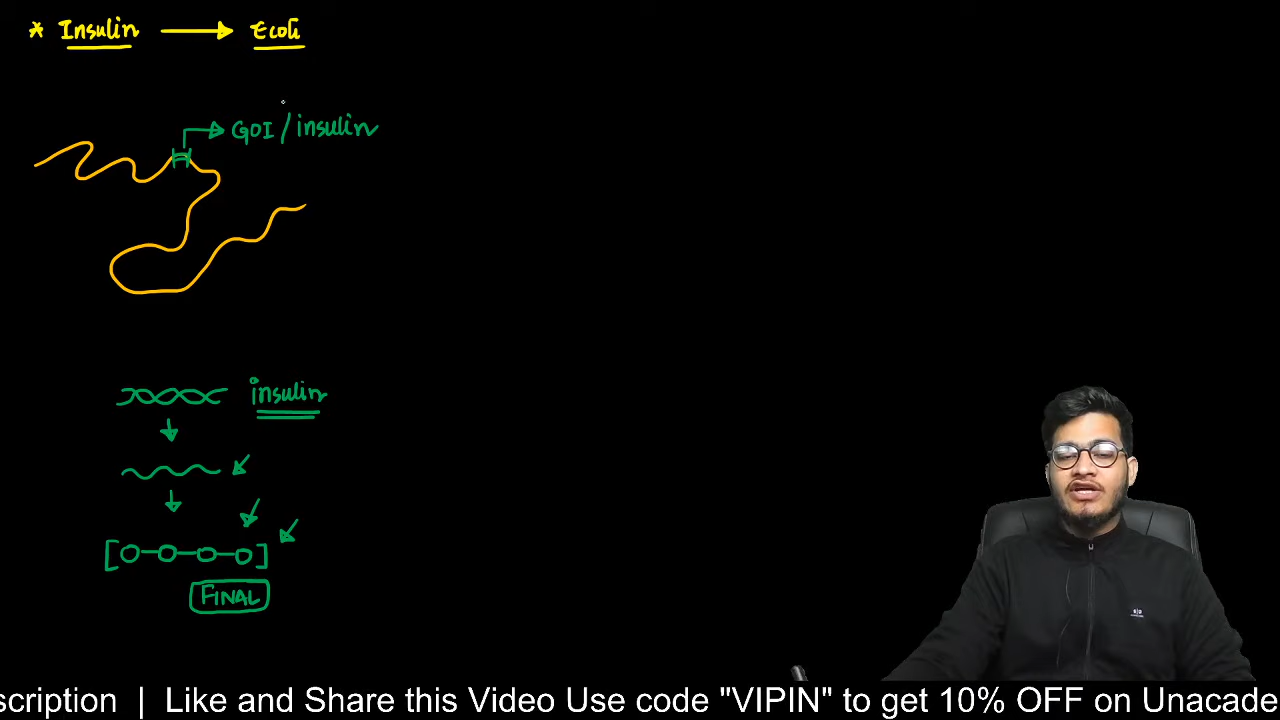 * Insulin → Ecoli
GOI/insulin
insulin
FINAL
scription | Like and Share this Video Use code "VIPIN" to get 10% OFF on Unacade